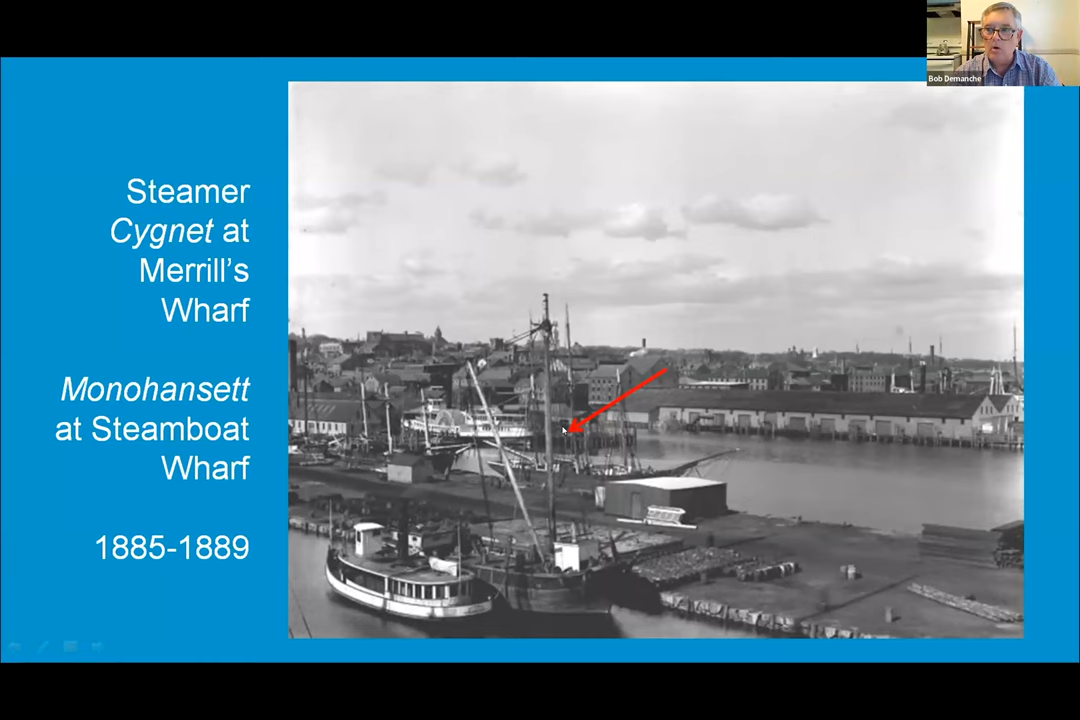 Bob Demanche
Steamer
Cygnet at
Merrill’s
Wharf
Monohansett
at Steamboat
Wharf
1885-1889